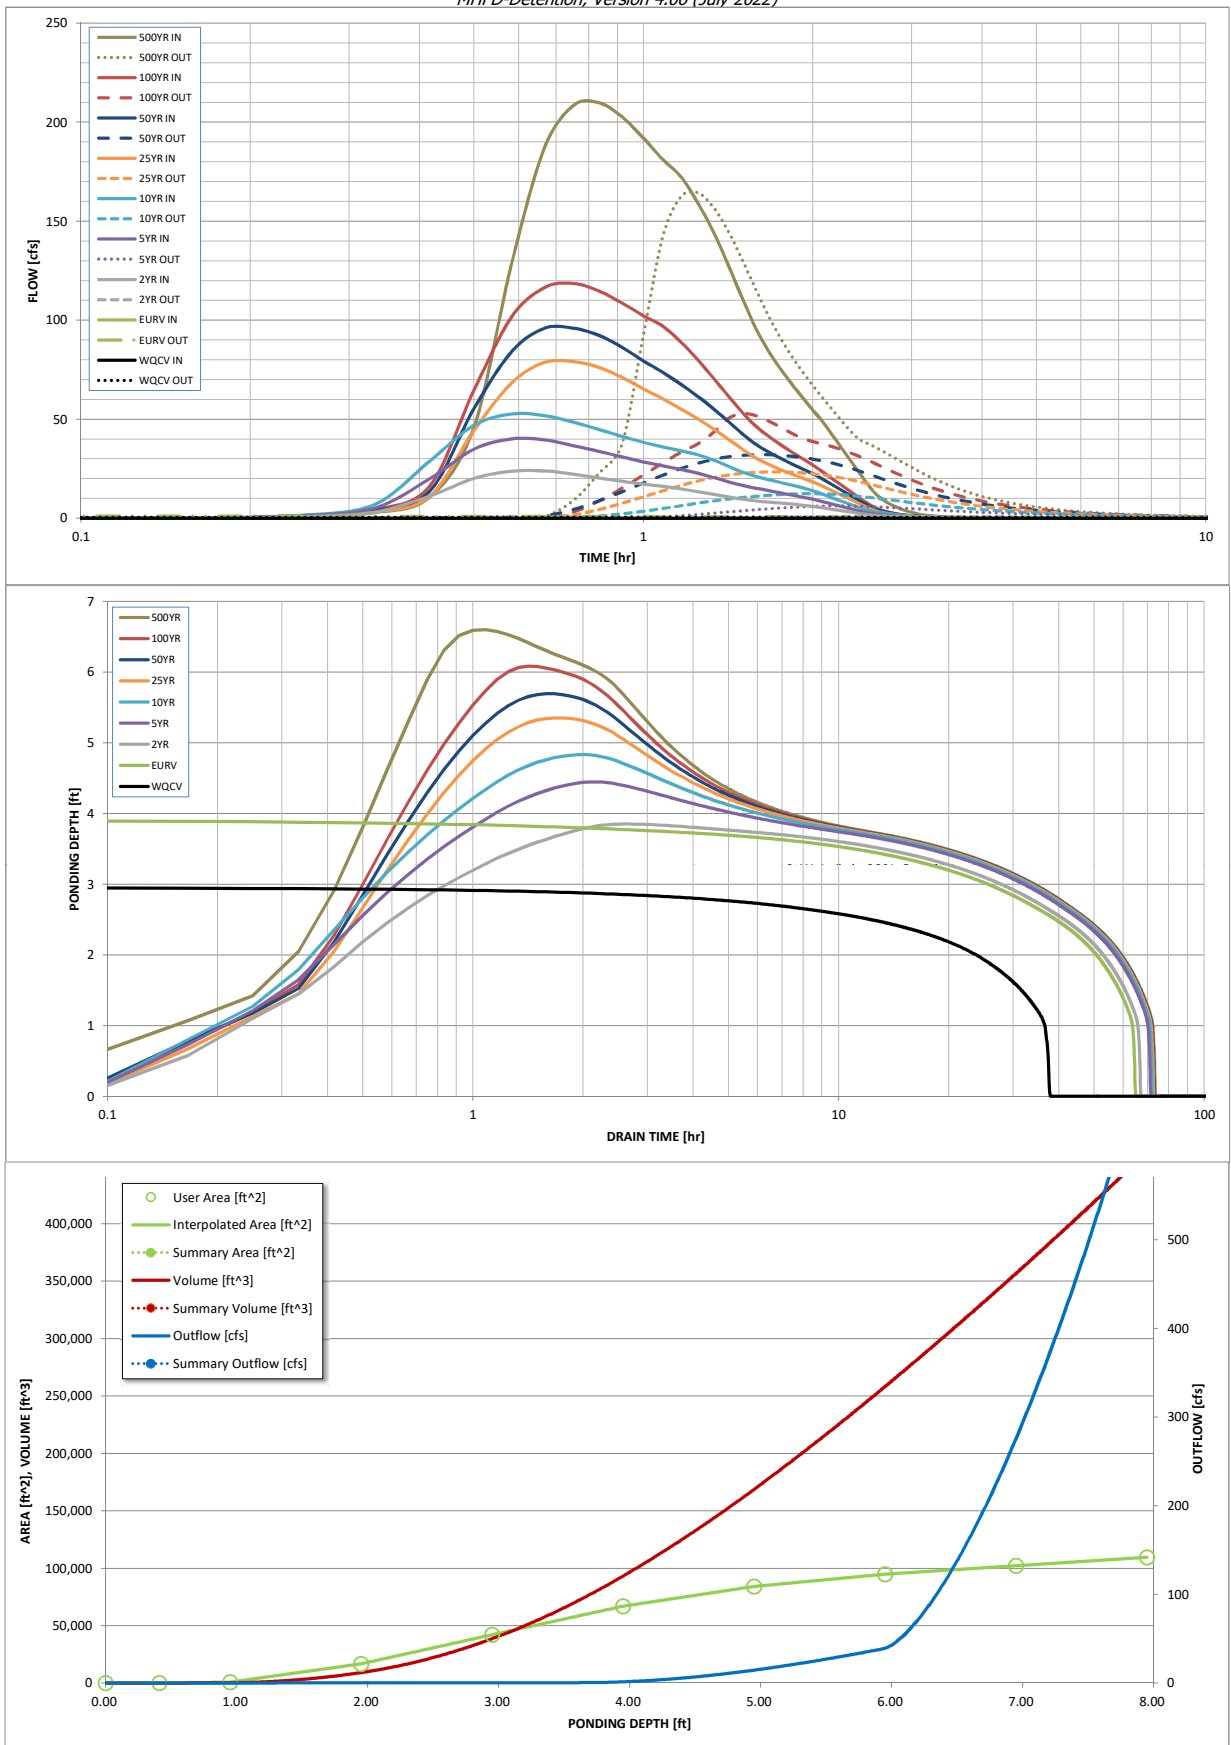 MHFD-Detention, Version 4.06 (July 2022)
500YR IN
500YR OUT
100YR IN
100YR OUT
50YR IN
50YR OUT
25YR IN
25YR OUT
10YR IN
10YR OUT
5YR IN
5YR OUT
2YR IN
2YR OUT
EURV IN
EURV OUT
WQCV IN
WQCV OUT
FLOW [cfs]
250
200
150
100
50
0
0.1
1
10
TIME [hr]
500YR
100YR
50YR
25YR
10YR
5YR
2YR
EURV
WQCV
PONDING DEPTH [ft]
7
6
5
4
3
2
1
0
0.1
1
10
100
DRAIN TIME [hr]
User Area [ft^2]
Interpolated Area [ft^2]
Summary Area [ft^2]
Volume [ft^3]
Summary Volume [ft^3]
Outflow [cfs]
Summary Outflow [cfs]
AREA [ft^2], VOLUME [ft^3]
400,000
350,000
300,000
250,000
200,000
150,000
100,000
50,000
0
OUTFLOW [cfs]
500
400
300
200
100
0
0.00
1.00
2.00
3.00
4.00
5.00
6.00
7.00
8.00
PONDING DEPTH [ft]